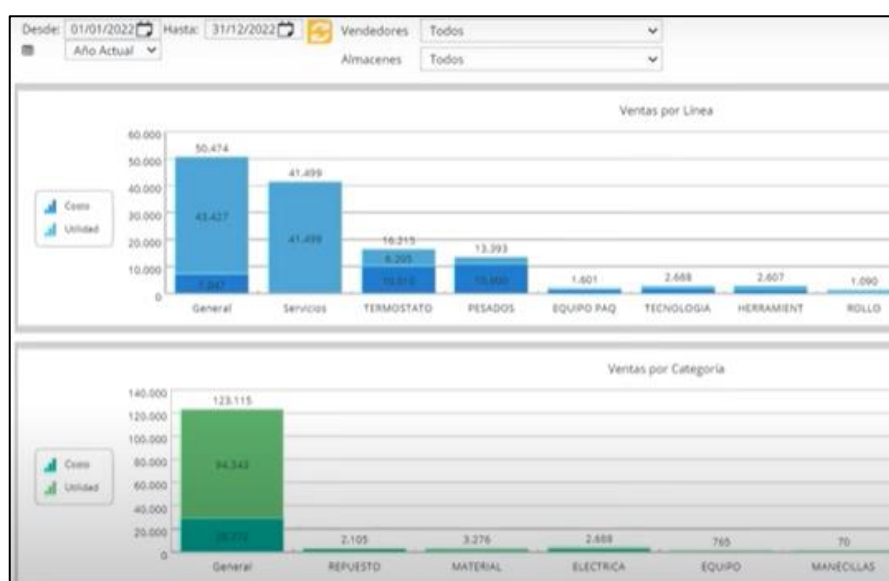 Desde: 01/01/2022 Hasta: 31/12/2022 Vendedores Todos
Año Actual Almacenes Todos
Ventas por Línea
60.000
50.474
50.000
41.499
40.000
Costo
43.427
30.000
Utilidad
41.499
20.000
16.215
13.393
6.205
10.000
1.601 2.688 2.607 1.090
7.047
0
General Servicios TERMOSTATO PESADOS EQUIPO PAQ TECNOLOGIA HERRAMIENT ROLLO
Ventas por Categoría
140.000
123.115
120.000
100.000
Costo
80.000
94.343
Utilidad
60.000
40.000
20.000
2.105 3.276 2.688 765 70
0
General REPUESTO MATERIAL ELECTRICA EQUIPO MANECILLAS